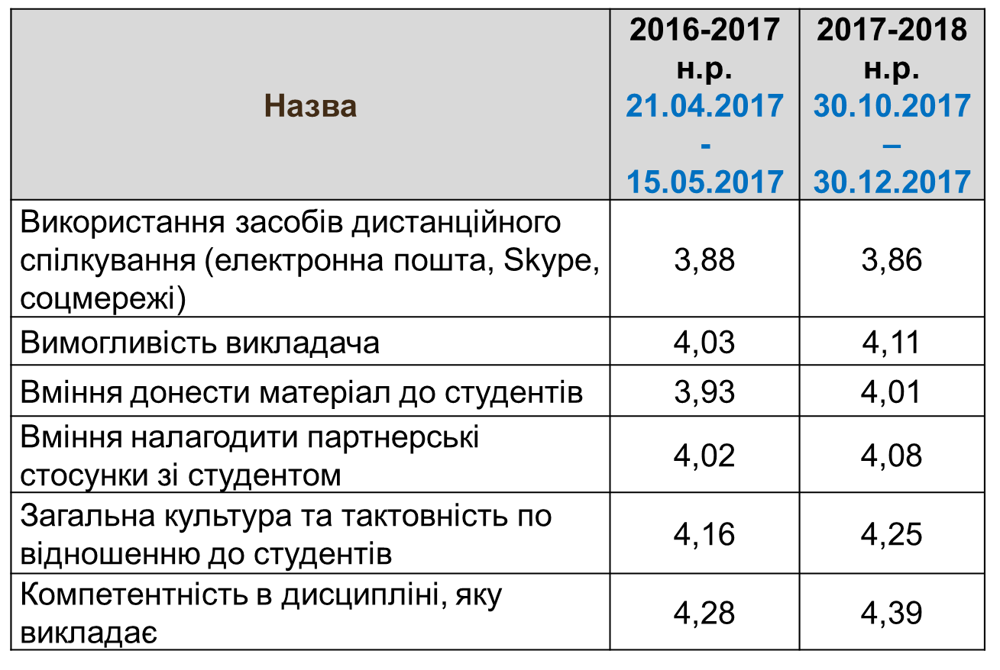 Назва
2016-2017
н.р.
21.04.2017
-
15.05.2017
2017-2018
н.р.
30.10.2017
–
30.12.2017
Використання засобів дистанційного
спілкування (електронна пошта, Skype,
соцмережі)
3,88
3,86
Вимогливість викладача
4,03
4,11
Вміння донести матеріал до студентів
3,93
4,01
Вміння налагодити партнерські
стосунки зі студентом
4,02
4,08
Загальна культура та тактовність по
відношенню до студентів
4,16
4,25
Компетентність в дисципліні, яку
викладає
4,28
4,39